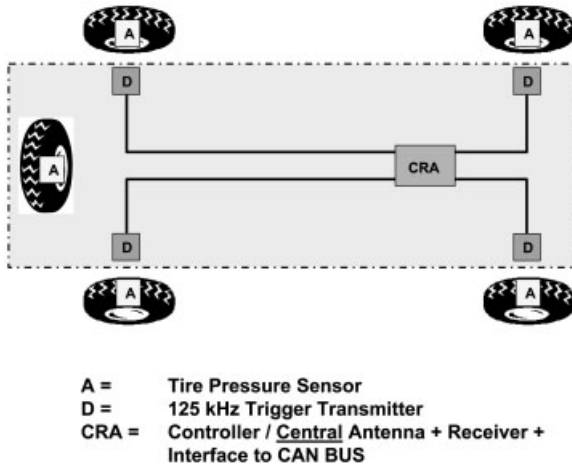 A
A
D
D
A
CRA
D
D
A
A
A = Tire Pressure Sensor
D = 125 kHz Trigger Transmitter
CRA = Controller / Central Antenna + Receiver +
Interface to CAN BUS